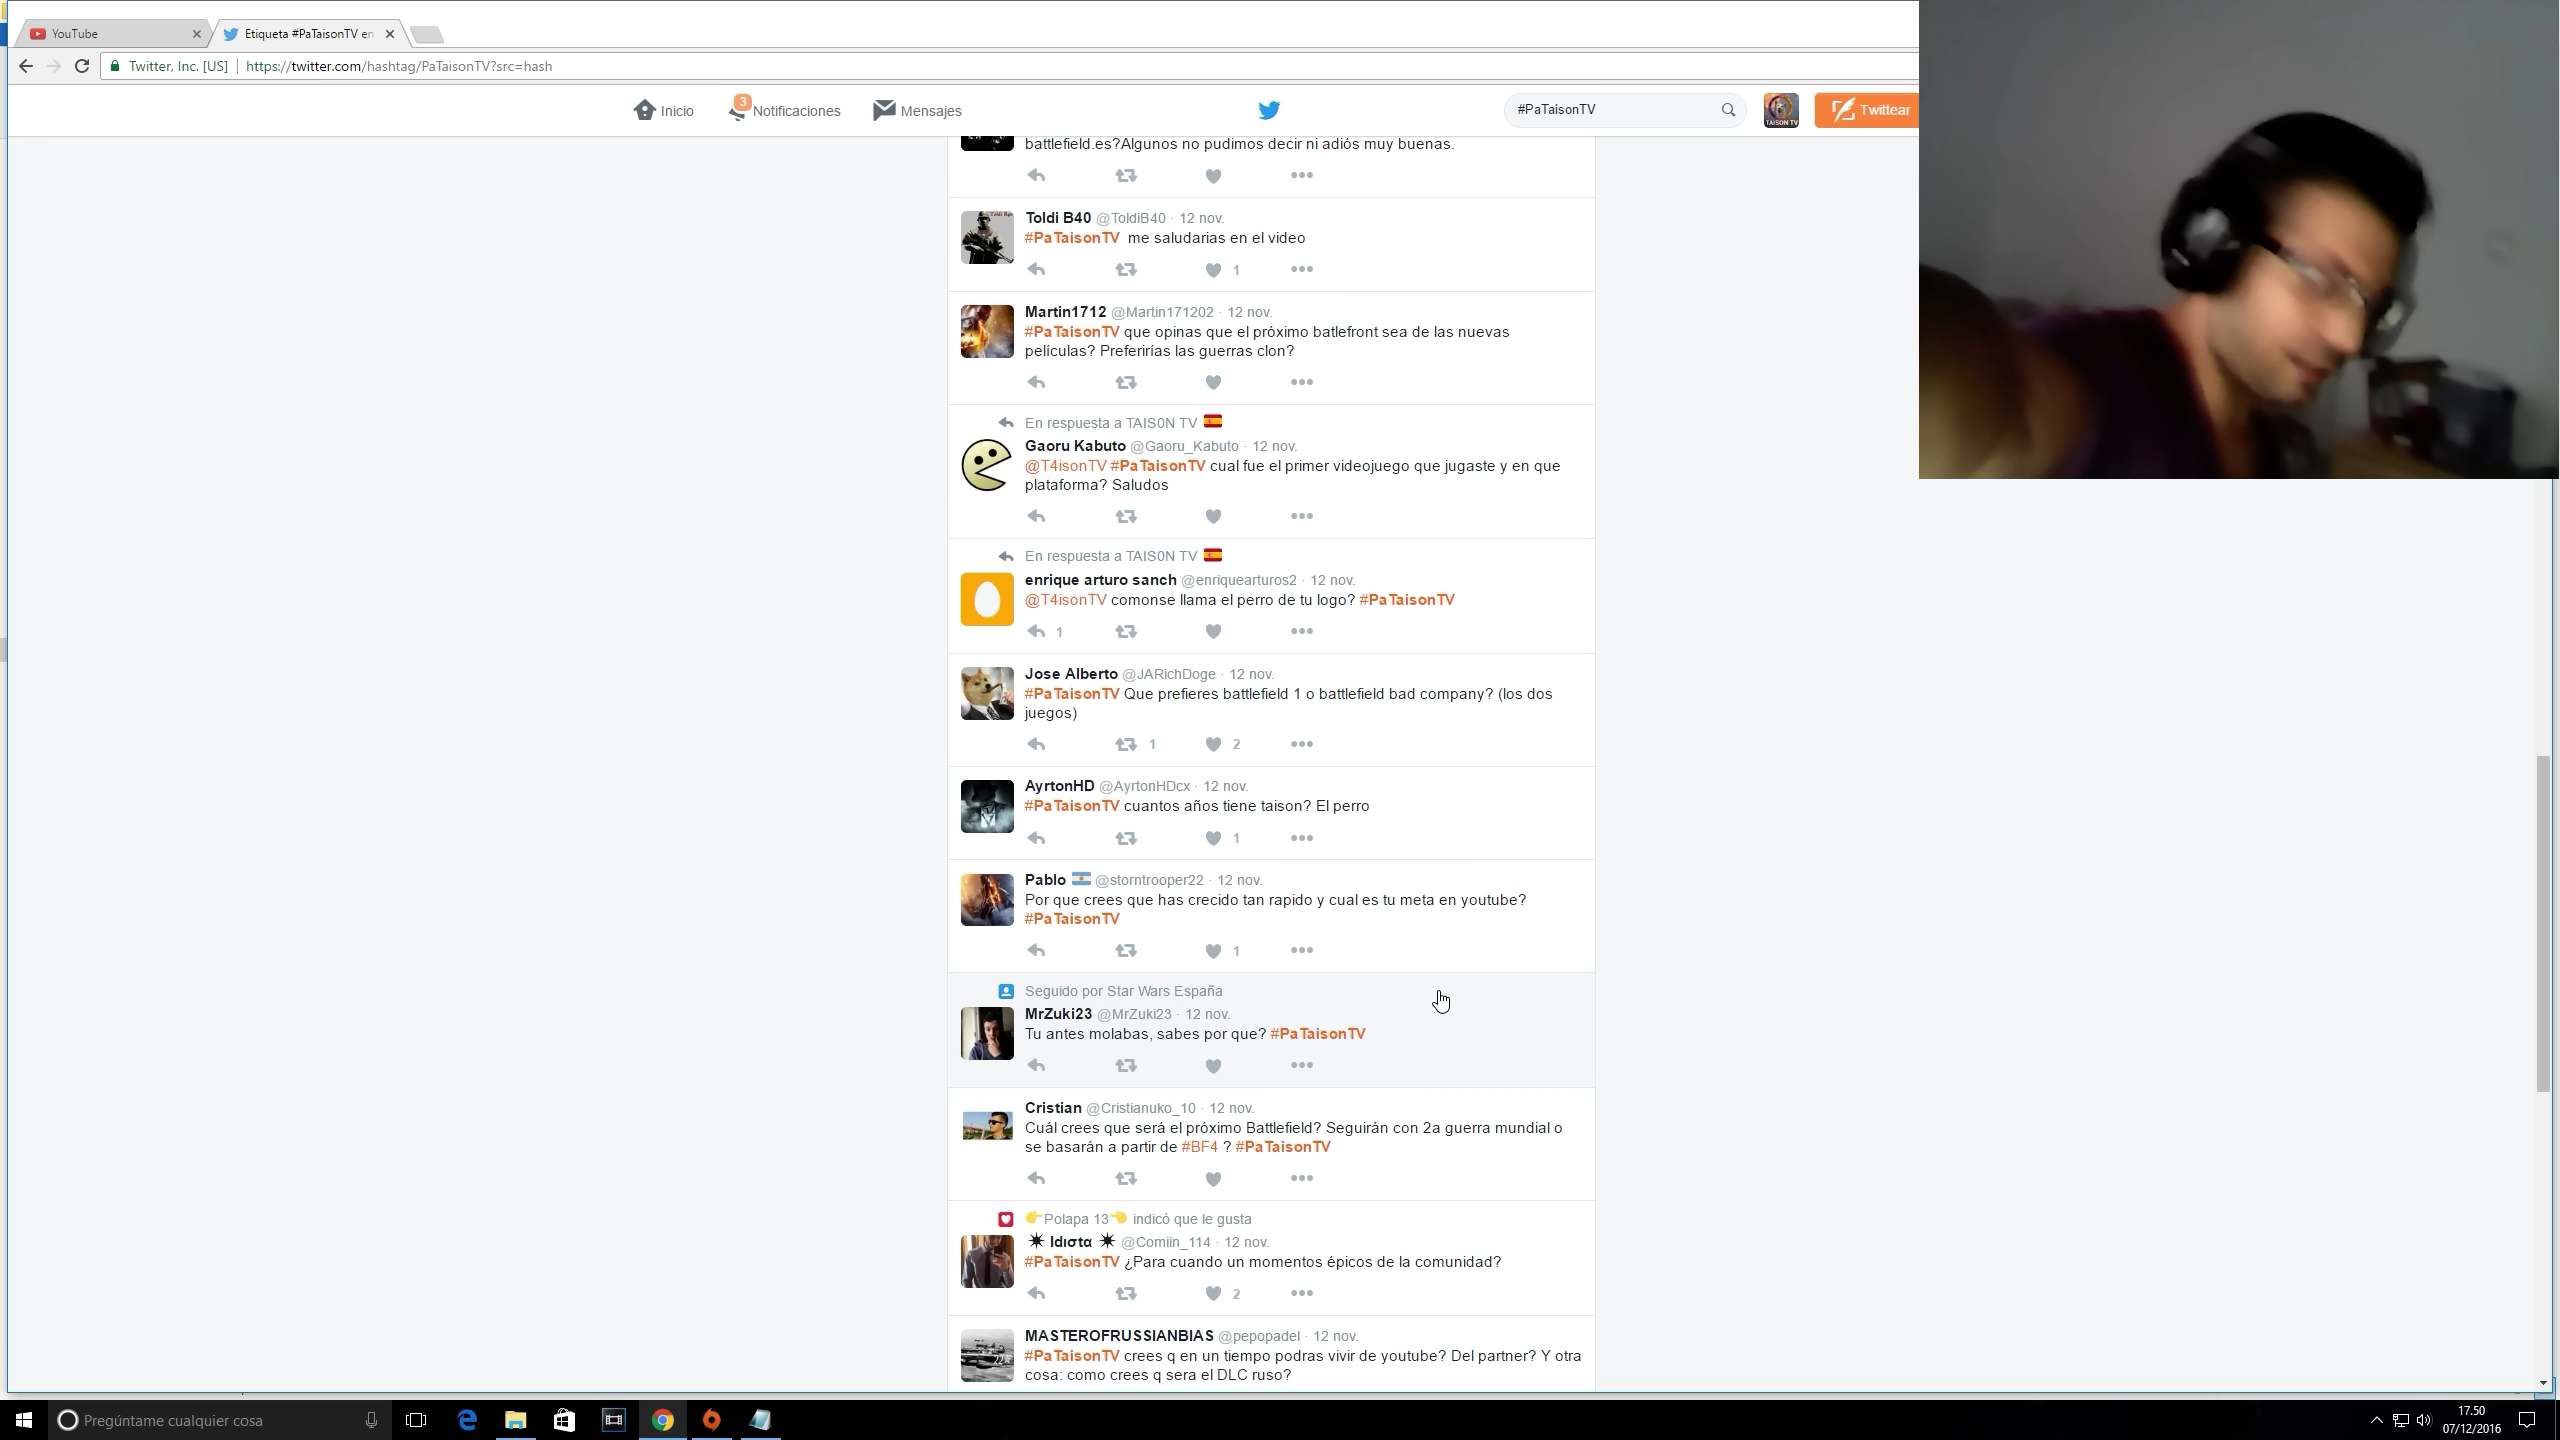 YouTube
Etiqueta #PaTaisonTV en
Twitter, Inc. [US]
https://twitter.com/hashtag/PaTaisonTV?src=hash
Inicio
3
Notificaciones
Mensajes
#PaTaisonTV
TAISON TV
Twittear
battlefield.es?Algunos no pudimos decir ni adiós muy buenas.
Toldi B40 @ToldiB40 · 12 nov.
#PaTaisonTV me saludarias en el video
1
Martin1712 @Martin171202 · 12 nov.
#PaTaisonTV que opinas que el próximo batlefront sea de las nuevas
películas? Preferirías las guerras clon?
En respuesta a TAIS0N TV
Gaoru Kabuto @Gaoru_Kabuto · 12 nov.
@T4isonTV #PaTaisonTV cual fue el primer videojuego que jugaste y en que
plataforma? Saludos
En respuesta a TAIS0N TV
enrique arturo sanch @enriquearturos2 · 12 nov.
@T4isonTV comonse llama el perro de tu logo? #PaTaisonTV
1
Jose Alberto @JARichDoge · 12 nov.
#PaTaisonTV Que prefieres battlefield 1 o battlefield bad company? (los dos
juegos)
1 2
AyrtonHD @AyrtonHDcx · 12 nov.
#PaTaisonTV cuantos años tiene taison? El perro
1
Pablo @storntrooper22 · 12 nov.
Por que crees que has crecido tan rapido y cual es tu meta en youtube?
#PaTaisonTV
1
Seguido por Star Wars España
MrZuki23 @MrZuki23 · 12 nov.
Tu antes molabas, sabes por que? #PaTaisonTV
Cristian @Cristianuko_10 · 12 nov.
Cuál crees que será el próximo Battlefield? Seguirán con 2a guerra mundial o
se basarán a partir de #BF4 ? #PaTaisonTV
Polapa 13 indicó que le gusta
✴ Idισtα ✴ @Comiin_114 · 12 nov.
#PaTaisonTV ¿Para cuando un momentos épicos de la comunidad?
2
MASTEROFRUSSIANBIAS @pepopadel · 12 nov.
#PaTaisonTV crees q en un tiempo podras vivir de youtube? Del partner? Y otra
cosa: como crees q sera el DLC ruso?
Pregúntame cualquier cosa
17.50
07/12/2016